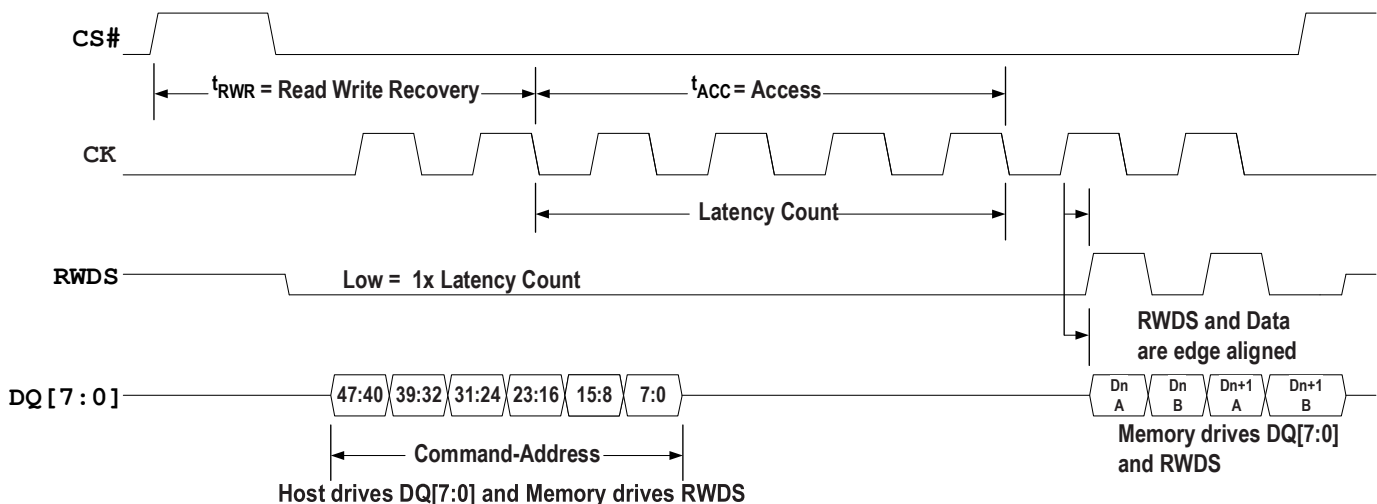 CS#
tRWR = Read Write Recovery
tACC = Access
CK
Latency Count
RWDS
Low = 1x Latency Count
RWDS and Data
are edge aligned
DQ[7:0]
47:40 39:32 31:24 23:16 15:8 7:0
Dn A
Dn B
Dn+1 A
Dn+1 B
Command-Address
Memory drives DQ[7:0]
and RWDS
Host drives DQ[7:0] and Memory drives RWDS